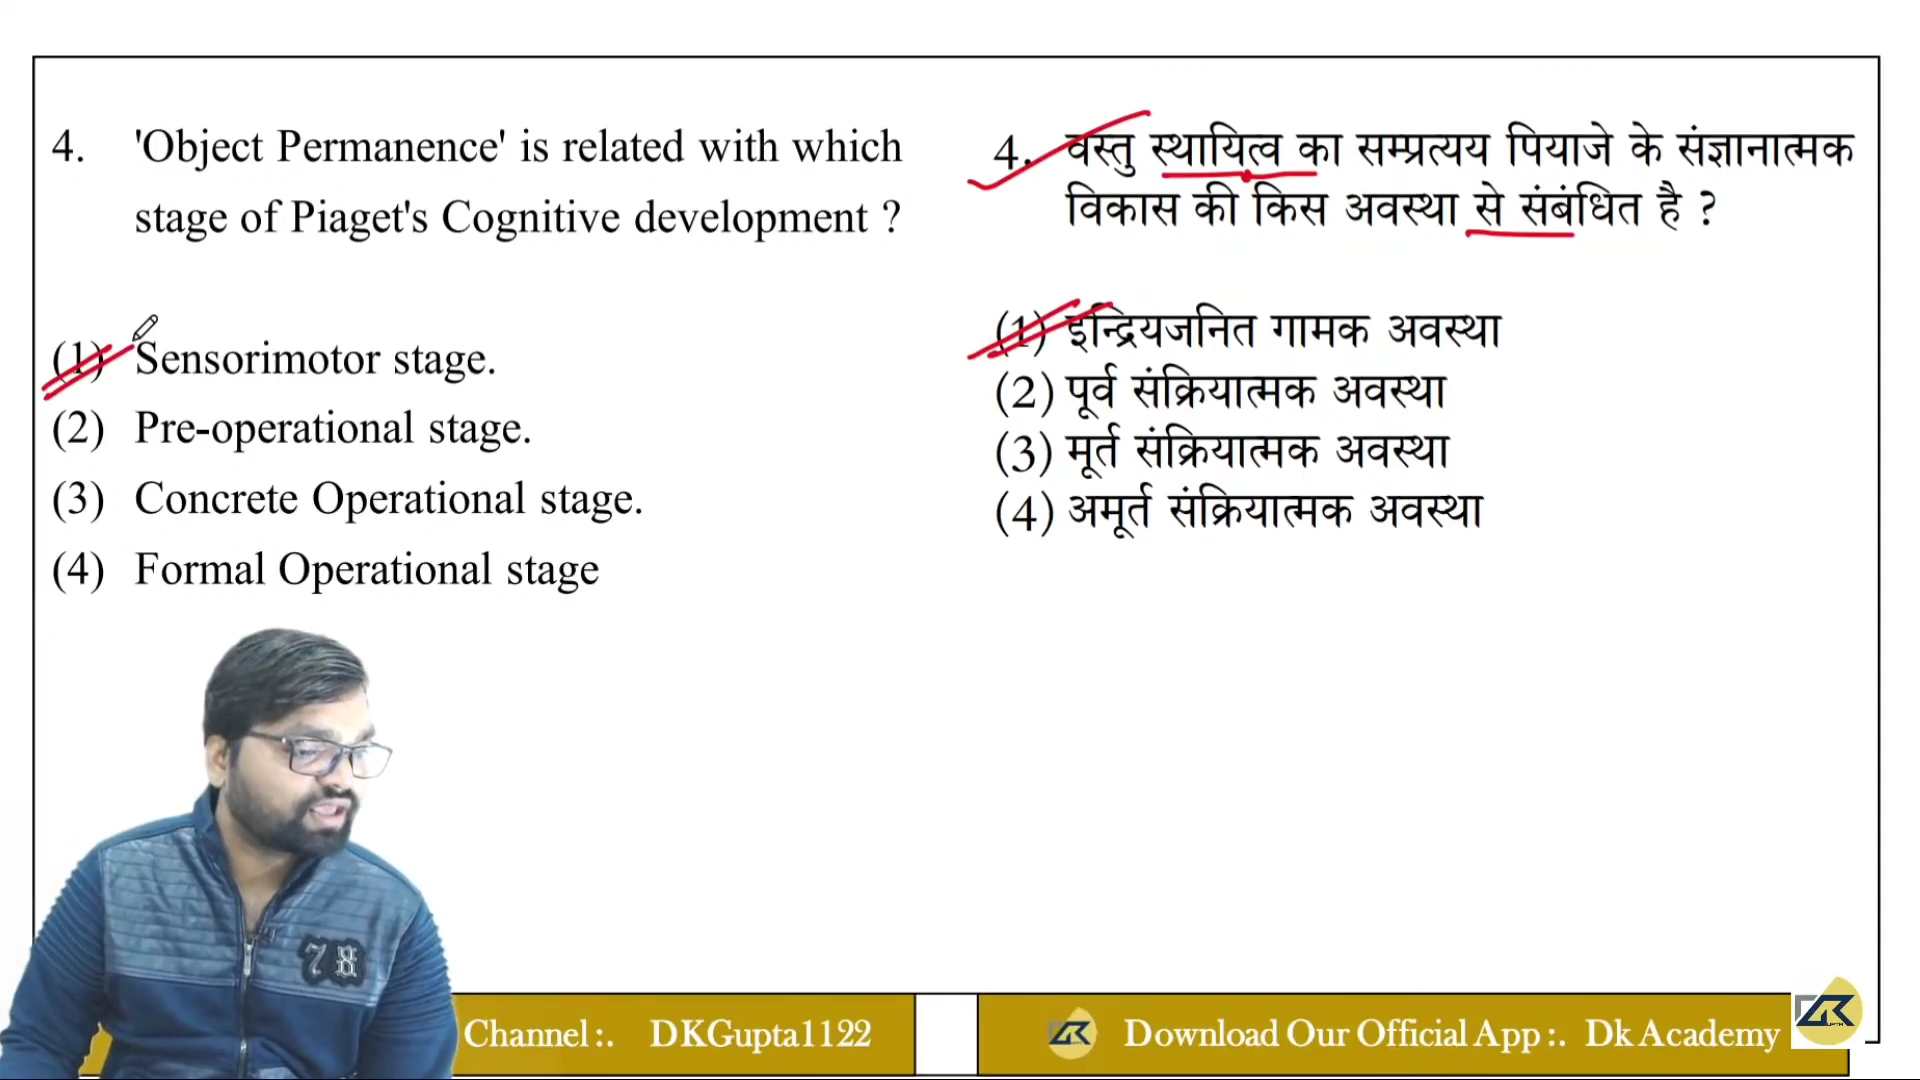 4. 'Object Permanence' is related with which
stage of Piaget's Cognitive development ?
(1) Sensorimotor stage.
(2) Pre-operational stage.
(3) Concrete Operational stage.
(4) Formal Operational stage
4. वस्तु स्थायित्व का सम्प्रत्यय पियाजे के संज्ञानात्मक
विकास की किस अवस्था से संबंधित है ?
(1) इन्द्रियजनित गामक अवस्था
(2) पूर्व संक्रियात्मक अवस्था
(3) मूर्त संक्रियात्मक अवस्था
(4) अमूर्त संक्रियात्मक अवस्था
78
Channel :. DKGupta1122
Download Our Official App :. Dk Academy